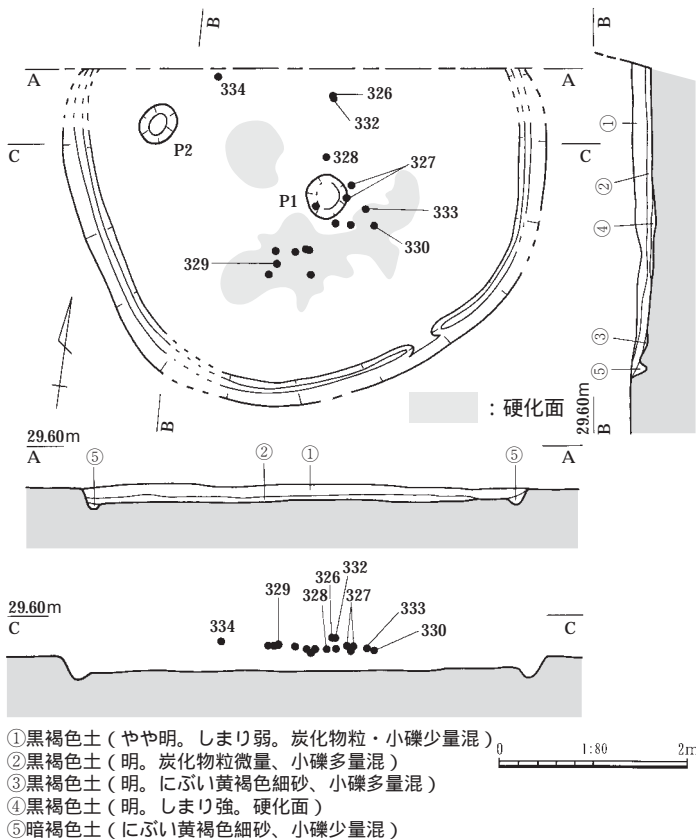 B
A
A
334
326
332
P2
C
C
328
327
P1
333
330
329
B
：硬化面
B
①
②
④
③
⑤
29.60m
B
29.60m
A
A
⑤
②
①
⑤
29.60m
C
C
334
329
328
326
332
327
333
330
①黒褐色土（やや明。しまり弱。炭化物粒・小礫少量混）
②黒褐色土（明。炭化物粒微量、小礫多量混）
③黒褐色土（明。にぶい黄褐色細砂、小礫多量混）
④黒褐色土（明。しまり強。硬化面）
⑤暗褐色土（にぶい黄褐色細砂、小礫少量混）
0 1:80 2m